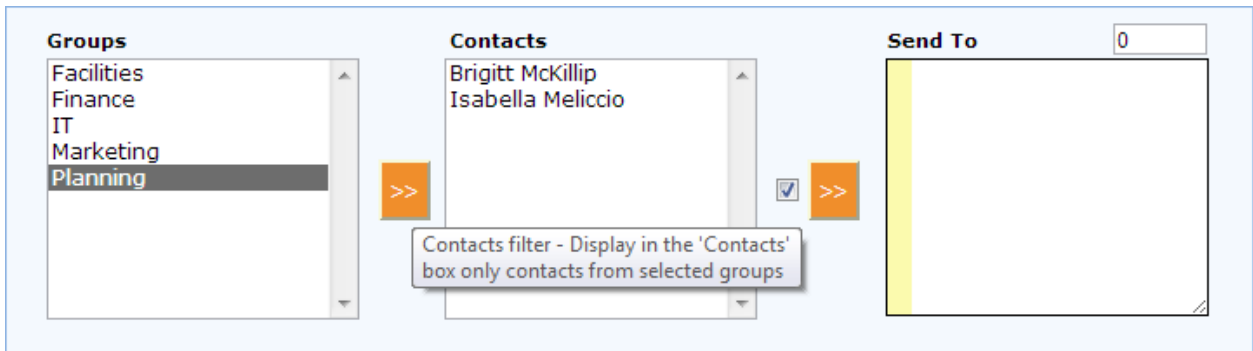 Groups
Contacts
Send To
0
Facilities
Finance
IT
Marketing
Planning
Brigitt McKillip
Isabella Meliccio
>>
>>
Contacts filter - Display in the 'Contacts'
box only contacts from selected groups